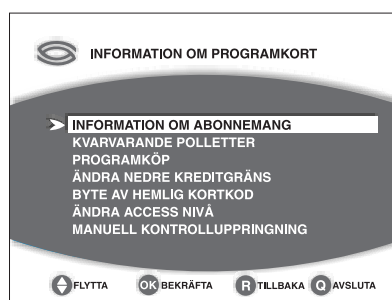 INFORMATION OM PROGRAMKORT
INFORMATION OM ABONNEMANG
KVARVARANDE POLLETTER
PROGRAMKÖP
ÄNDRA NEDRE KREDITGRÄNS
BYTE AV HEMLIG KORTKOD
ÄNDRA ACCESS NIVÅ
MANUELL KONTROLLUPPRINGNING
FLYTTA OK BEKRÄFTA R TILLBAKA Q AVSLUTA